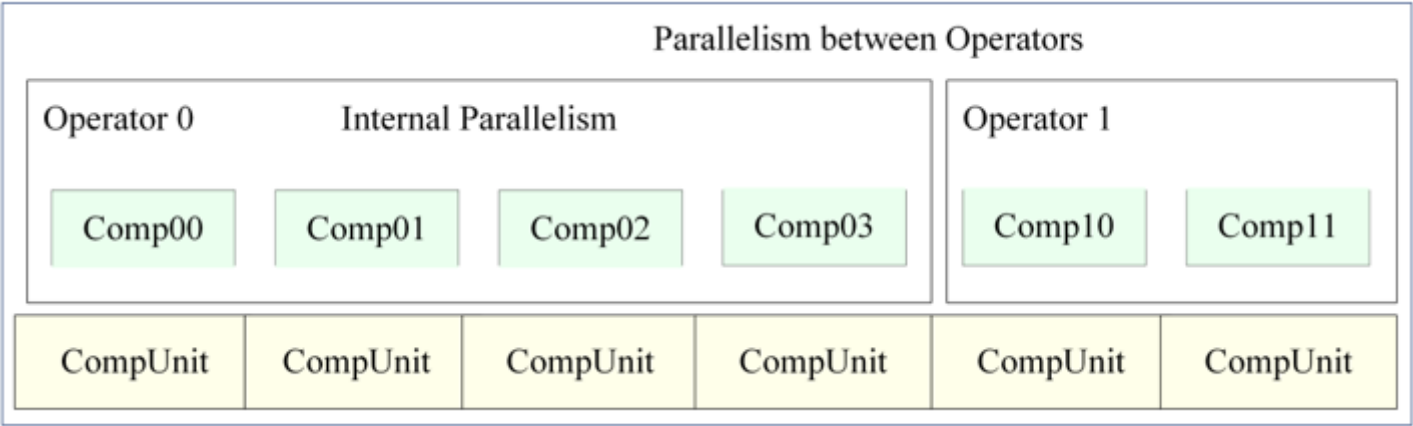 Parallelism between Operators
Operator 0 Internal Parallelism Operator 1
Comp00 Comp01 Comp02 Comp03 Comp10 Comp11
CompUnit CompUnit CompUnit CompUnit CompUnit CompUnit